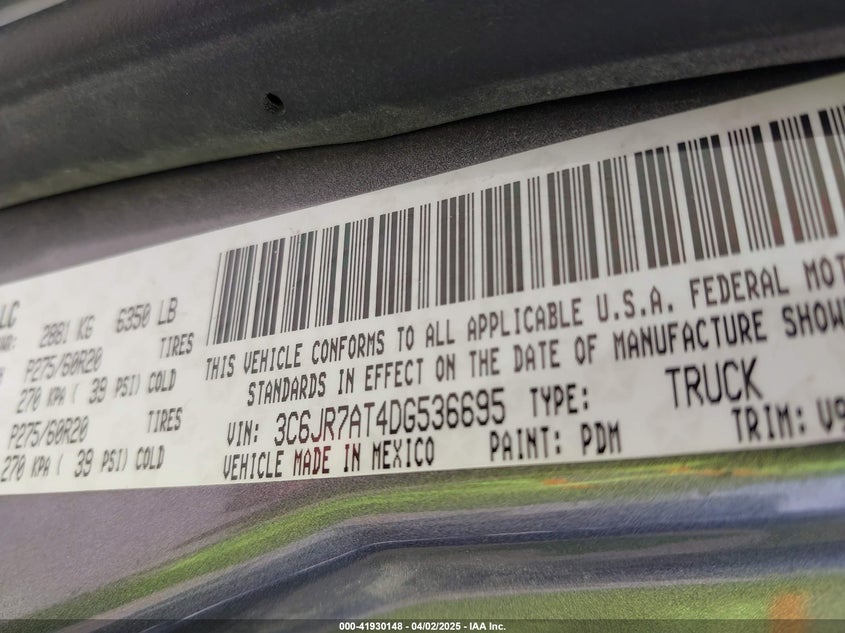 LC
2881 KG 6350 LB
P275/60R20 TIRES
270 KPA ( 39 PSI) COLD
P275/60R20 TIRES
270 KPA ( 39 PSI) COLD
THIS VEHICLE CONFORMS TO ALL APPLICABLE U.S.A. FEDERAL MOT
STANDARDS IN EFFECT ON THE DATE OF MANUFACTURE SHOW
VIN: 3C6JR7AT4DG536695 TYPE: TRUCK
VEHICLE MADE IN MEXICO PAINT: PDM TRIM: V9
000-41930148 - 04/02/2025 - IAA Inc.